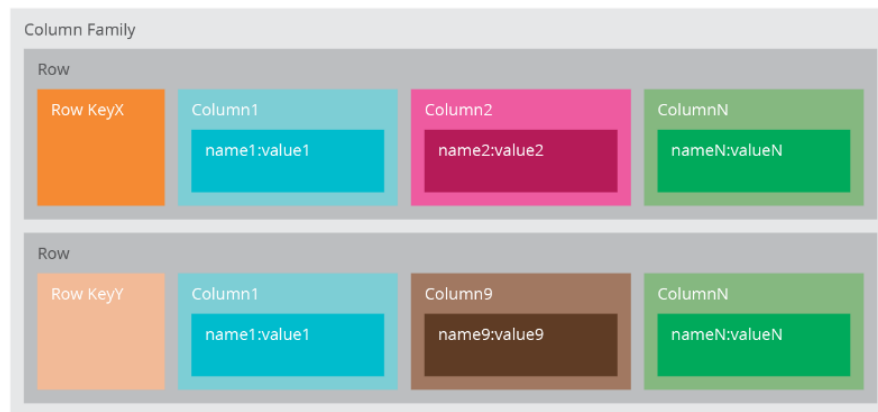 Column Family
Row
Row KeyX
Column1
name1:value1
Column2
name2:value2
ColumnN
nameN:valueN
Row
Row KeyY
Column1
name1:value1
Column9
name9:value9
ColumnN
nameN:valueN